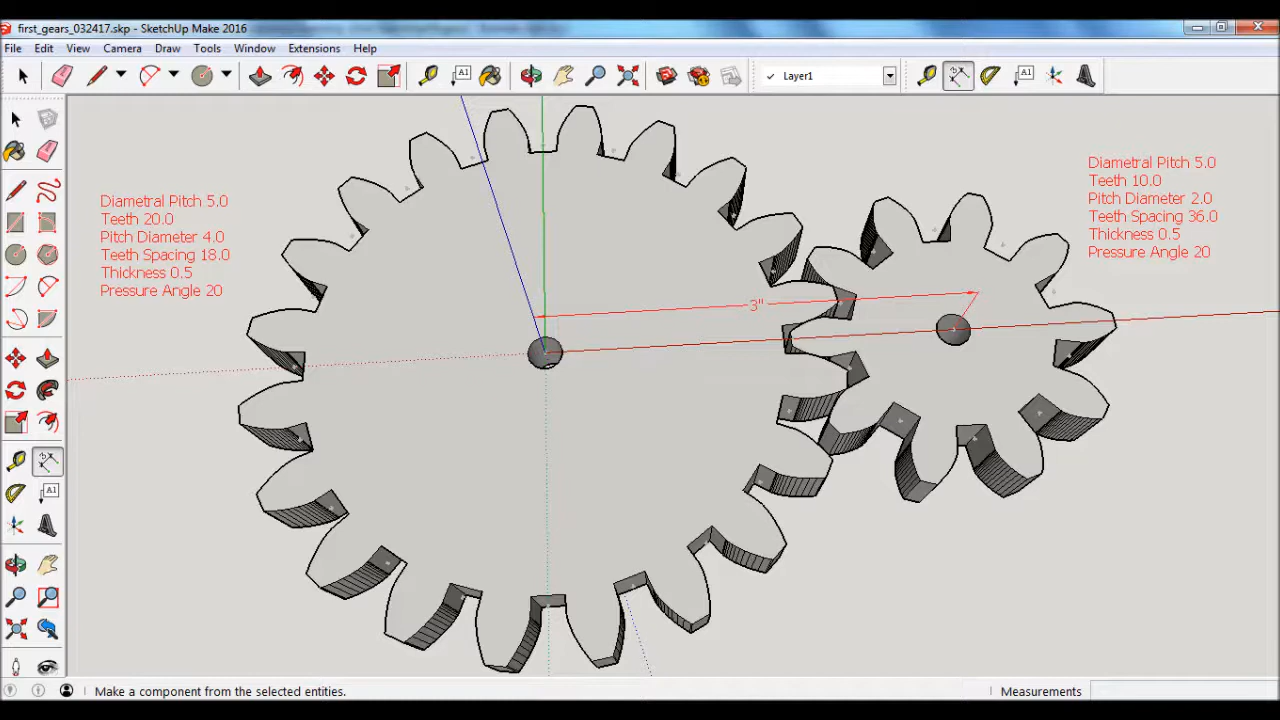 first_gears_032417.skp - SketchUp Make 2016
File Edit View Camera Draw Tools Window Extensions Help
A1
Layer1
A1
Diametral Pitch 5.0
Teeth 20.0
Pitch Diameter 4.0
Teeth Spacing 18.0
Thickness 0.5
Pressure Angle 20
Diametral Pitch 5.0
Teeth 10.0
Pitch Diameter 2.0
Teeth Spacing 36.0
Thickness 0.5
Pressure Angle 20
3"
A1
Make a component from the selected entities.
Measurements